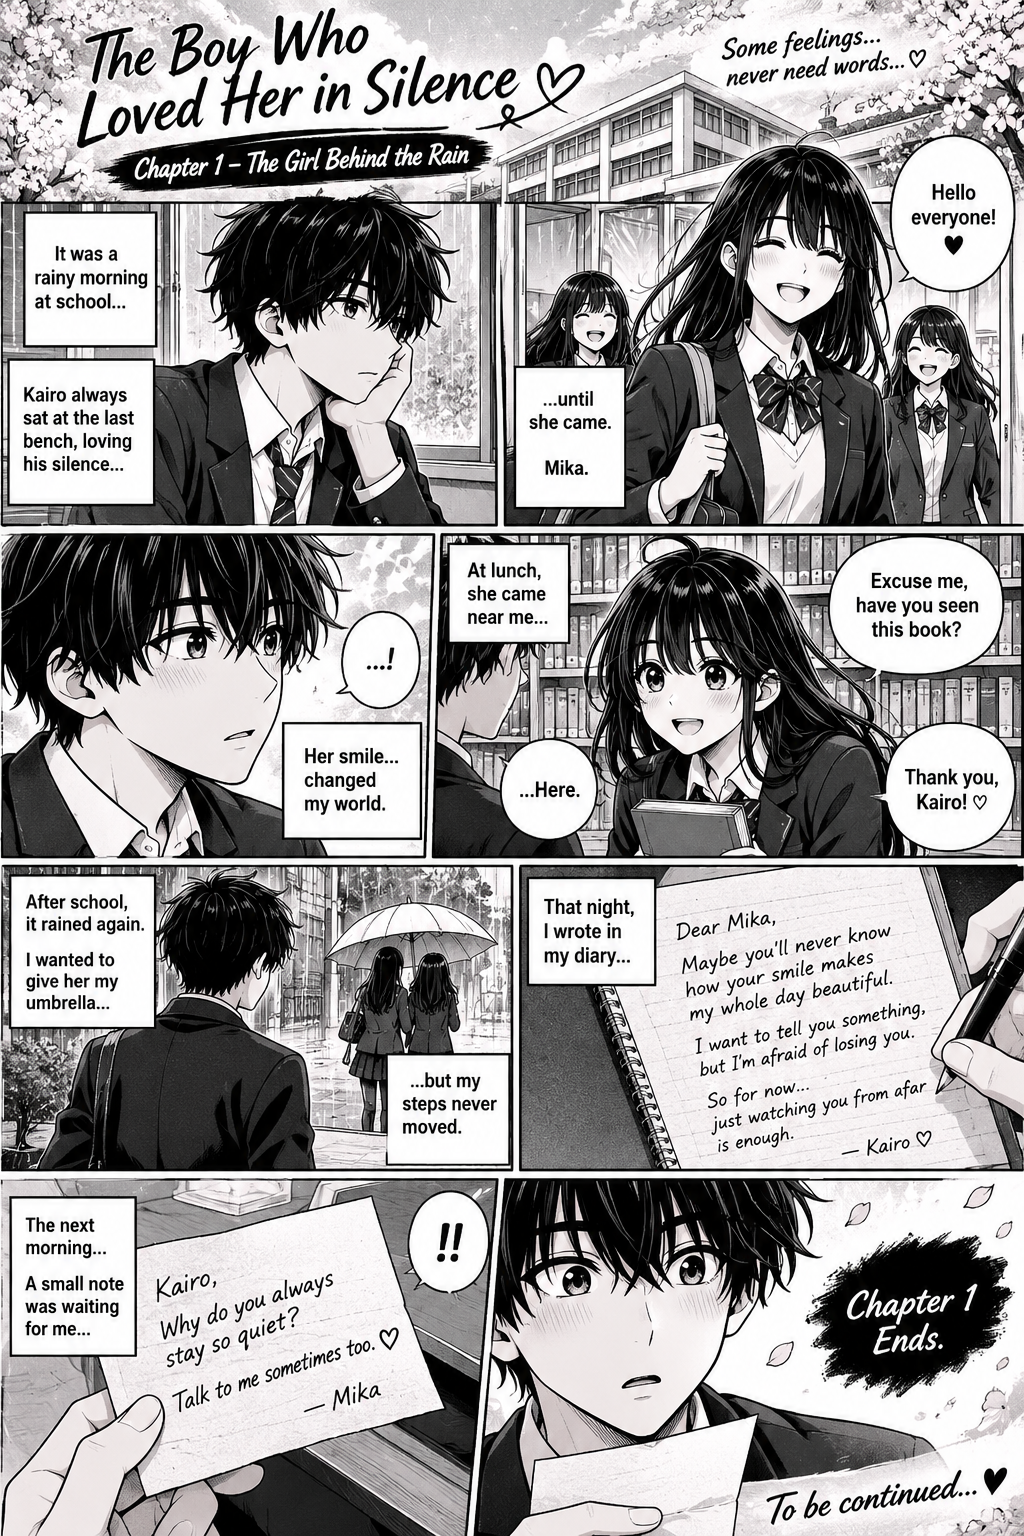 The Boy Who
Loved Her in Silence ♡
Chapter 1 – The Girl Behind the Rain
Some feelings...
never need words... ♡
It was a
rainy morning
at school...
Kairo always
sat at the last
bench, loving
his silence...
Hello
everyone!
♥
...until
she came.
Mika.
...!
Her smile...
changed
my world.
At lunch,
she came
near me...
Excuse me,
have you seen
this book?
...Here.
Thank you,
Kairo! ♡
After school,
it rained again.
I wanted to
give her my
umbrella...
...but my
steps never
moved.
That night,
I wrote in
my diary...
Dear Mika,
Maybe you'll never know
how your smile makes
my whole day beautiful.
I want to tell you something,
but I'm afraid of losing you.
So for now...
just watching you from afar
is enough.
— Kairo ♡
The next
morning...
A small note
was waiting
for me...
Kairo,
Why do you always
stay so quiet?
Talk to me sometimes too. ♡
— Mika
!!
Chapter 1
Ends.
To be continued... ♥